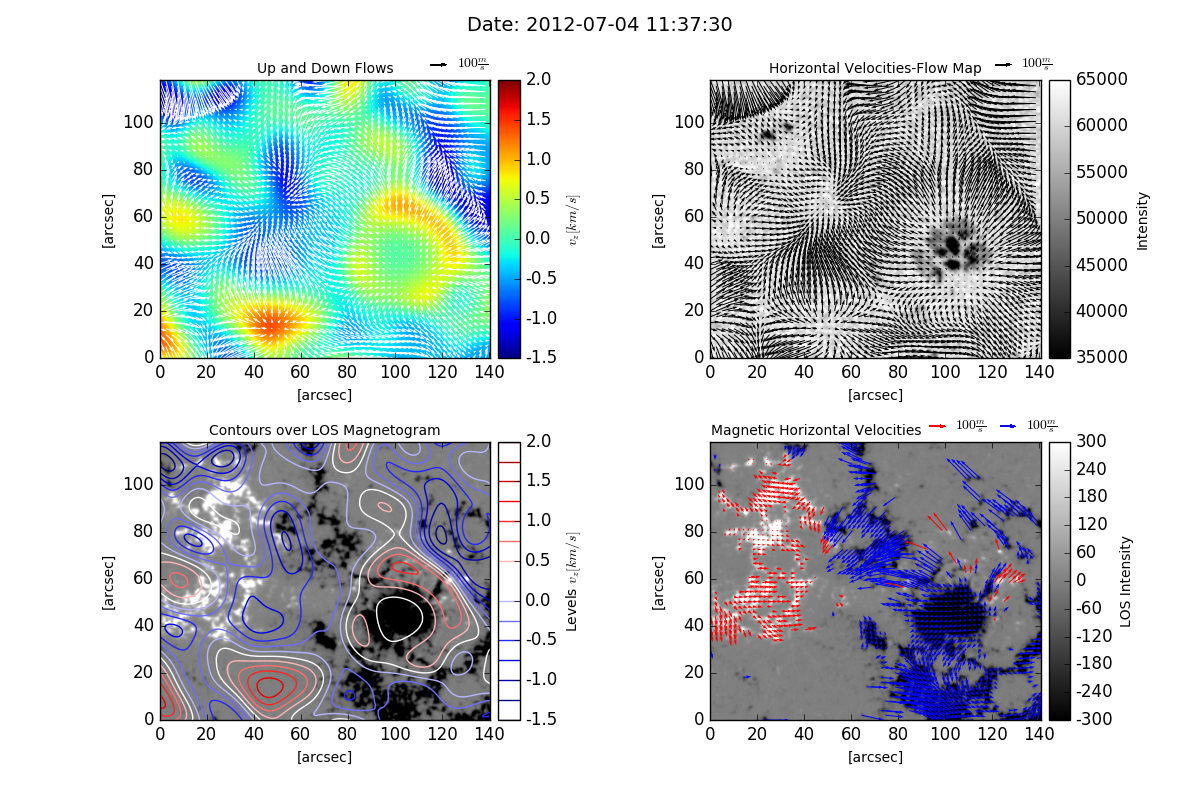 Date: 2012-07-04 11:37:30
Up and Down Flows
100 m/s
100
80
60
40
20
0
[arcsec]
0 20 40 60 80 100 120 140
[arcsec]
2.0
1.5
1.0
0.5
0.0
-0.5
-1.0
-1.5
v_z[km/s]
Horizontal Velocities-Flow Map
100 m/s
100
80
60
40
20
0
[arcsec]
0 20 40 60 80 100 120 140
[arcsec]
65000
60000
55000
50000
45000
40000
35000
Intensity
Contours over LOS Magnetogram
100
80
60
40
20
0
[arcsec]
0 20 40 60 80 100 120 140
[arcsec]
2.0
1.5
1.0
0.5
0.0
-0.5
-1.0
-1.5
Levels v_z[km/s]
Magnetic Horizontal Velocities
100 m/s
100 m/s
100
80
60
40
20
0
[arcsec]
0 20 40 60 80 100 120 140
[arcsec]
300
240
180
120
60
0
-60
-120
-180
-240
-300
LOS Intensity